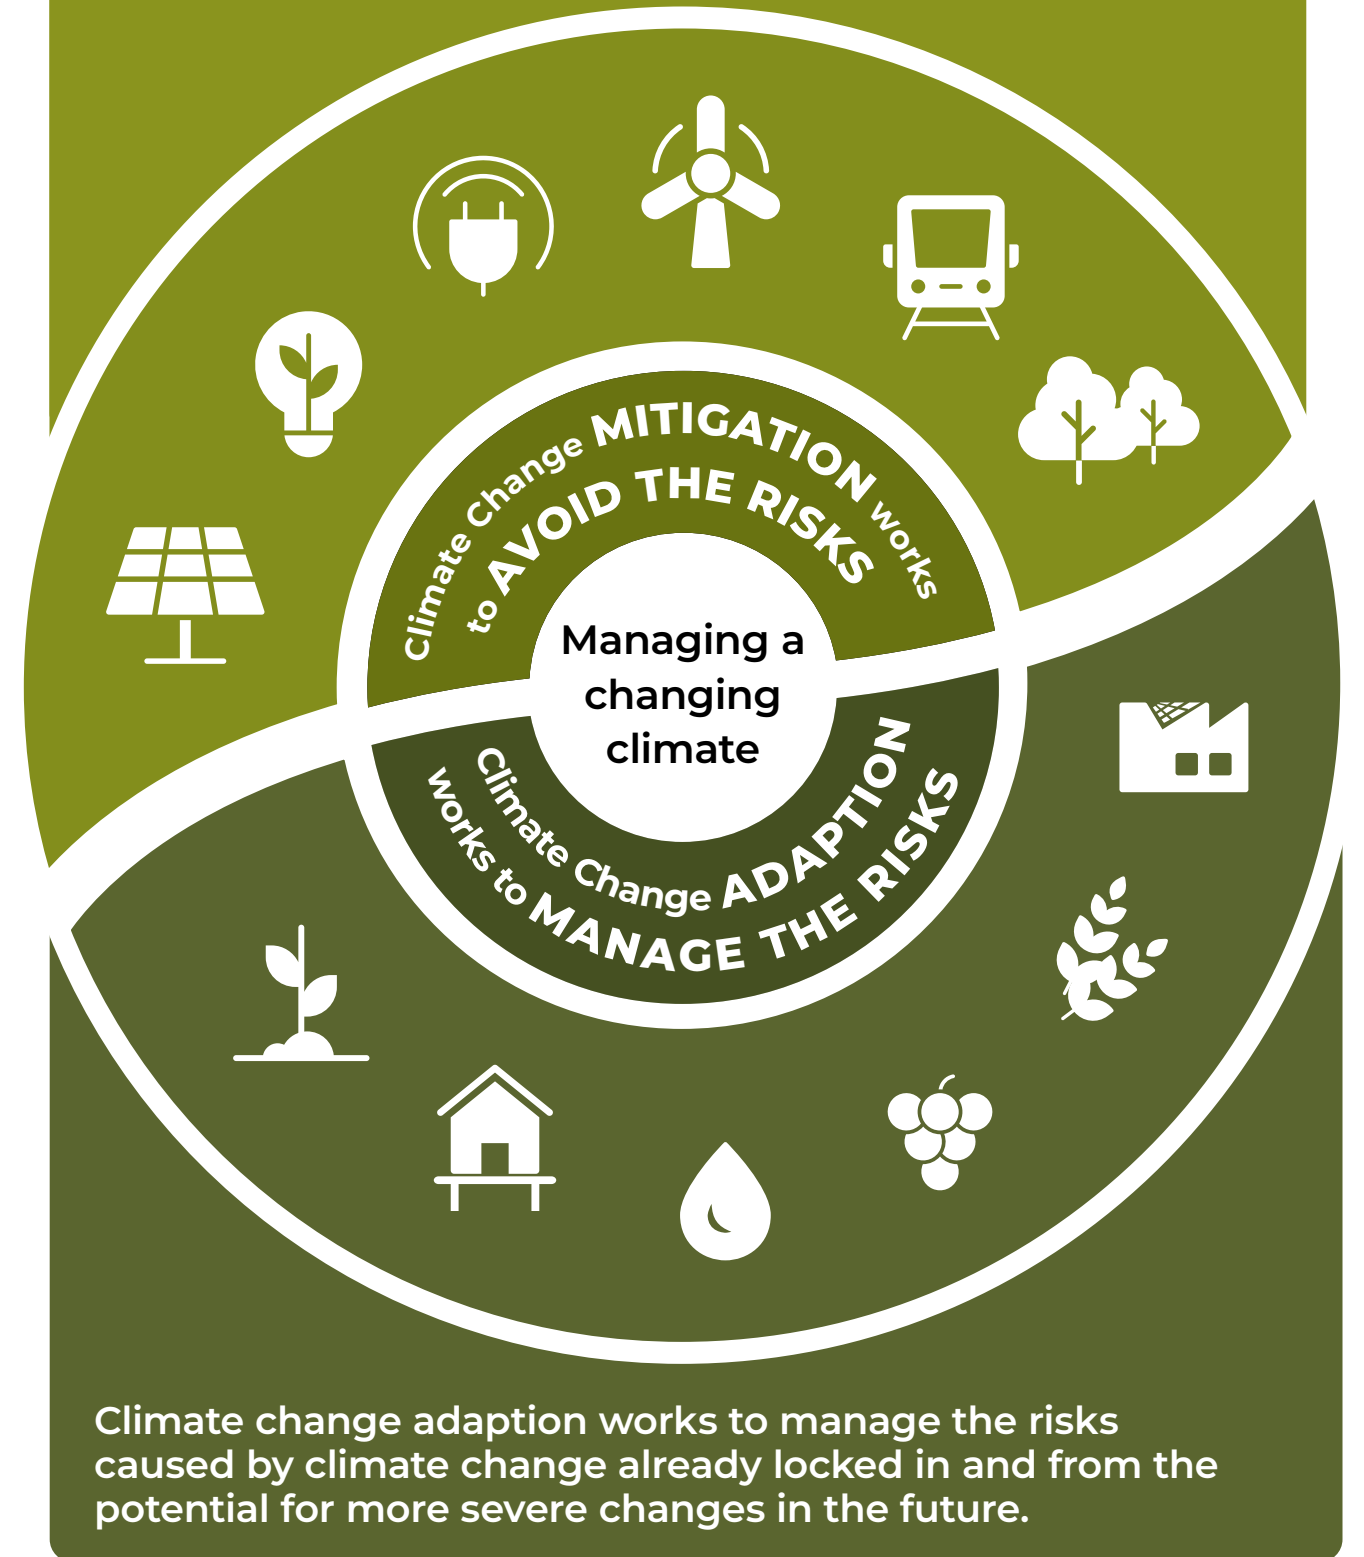 Climate Change MITIGATION works
to AVOID THE RISKS
Managing a
changing
climate
Climate Change ADAPTION
works to MANAGE THE RISKS
Climate change adaption works to manage the risks
caused by climate change already locked in and from the
potential for more severe changes in the future.